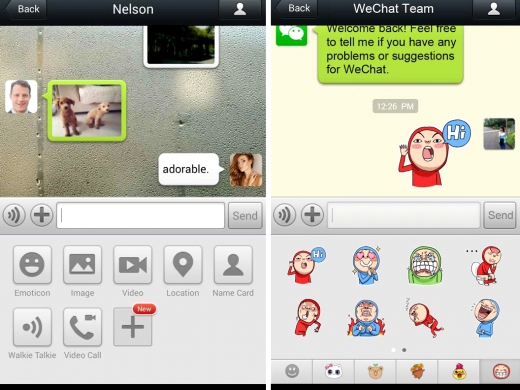 Back
Nelson
adorable.
Send
Emoticon
Image
Video
Location
Name Card
New
Walkie Talkie
Video Call
Back
WeChat Team
Welcome back! Feel free
to tell me if you have any
problems or suggestions
for WeChat.
12:26 PM
Hi
Send
Hi